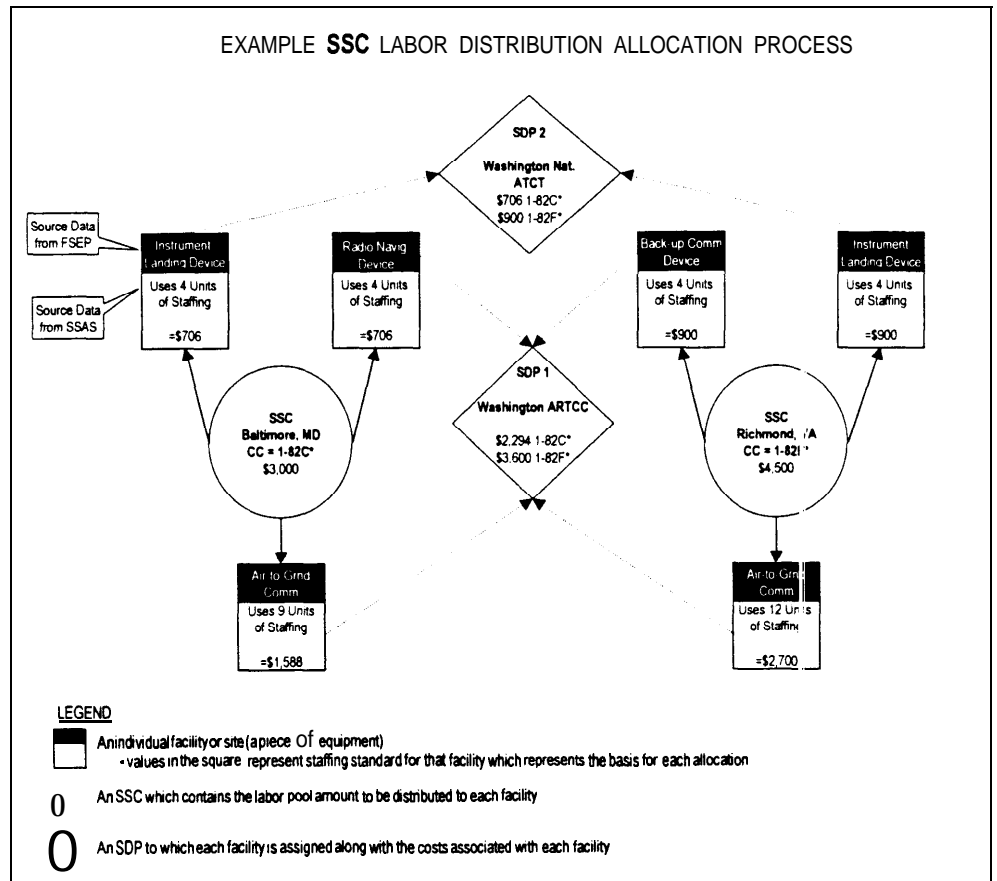 EXAMPLE SSC LABOR DISTRIBUTION ALLOCATION PROCESS
SDP 2
Washington Nat.
ATCT
$706 1-82C*
$900 1-82F*
Source Data
from FSEP
Source Data
from SSAS
Instrument
Landing Device
Uses 4 Units
of Staffing
=$706
Radio Navig
Device
Uses 4 Units
of Staffing
=$706
Back-up Comm
Device
Uses 4 Units
of Staffing
=$900
Instrument
Landing Device
Uses 4 Units
of Staffing
=$900
SSC
Baltimore, MD
CC = 1-82C*
$3,000
SDP 1
Washington ARTCC
$2.294 1-82C*
$3.600 1-82F*
SSC
Richmond,
$4,500
Air to Grnd
Comm
Uses 9 Units
of Staffing
=$1,588
Air-to-Grnd
Comm
Uses 12 Units
of Staffing
=$2,700
LEGEND
An individual facility or site (a piece of equipment)
- values in the square represent staffing standard for that facility which represents the basis for each allocation
0 An SSC which contains the labor pool amount to be distributed to each facility
O An SDP to which each facility is assigned along with the costs associated with each facility